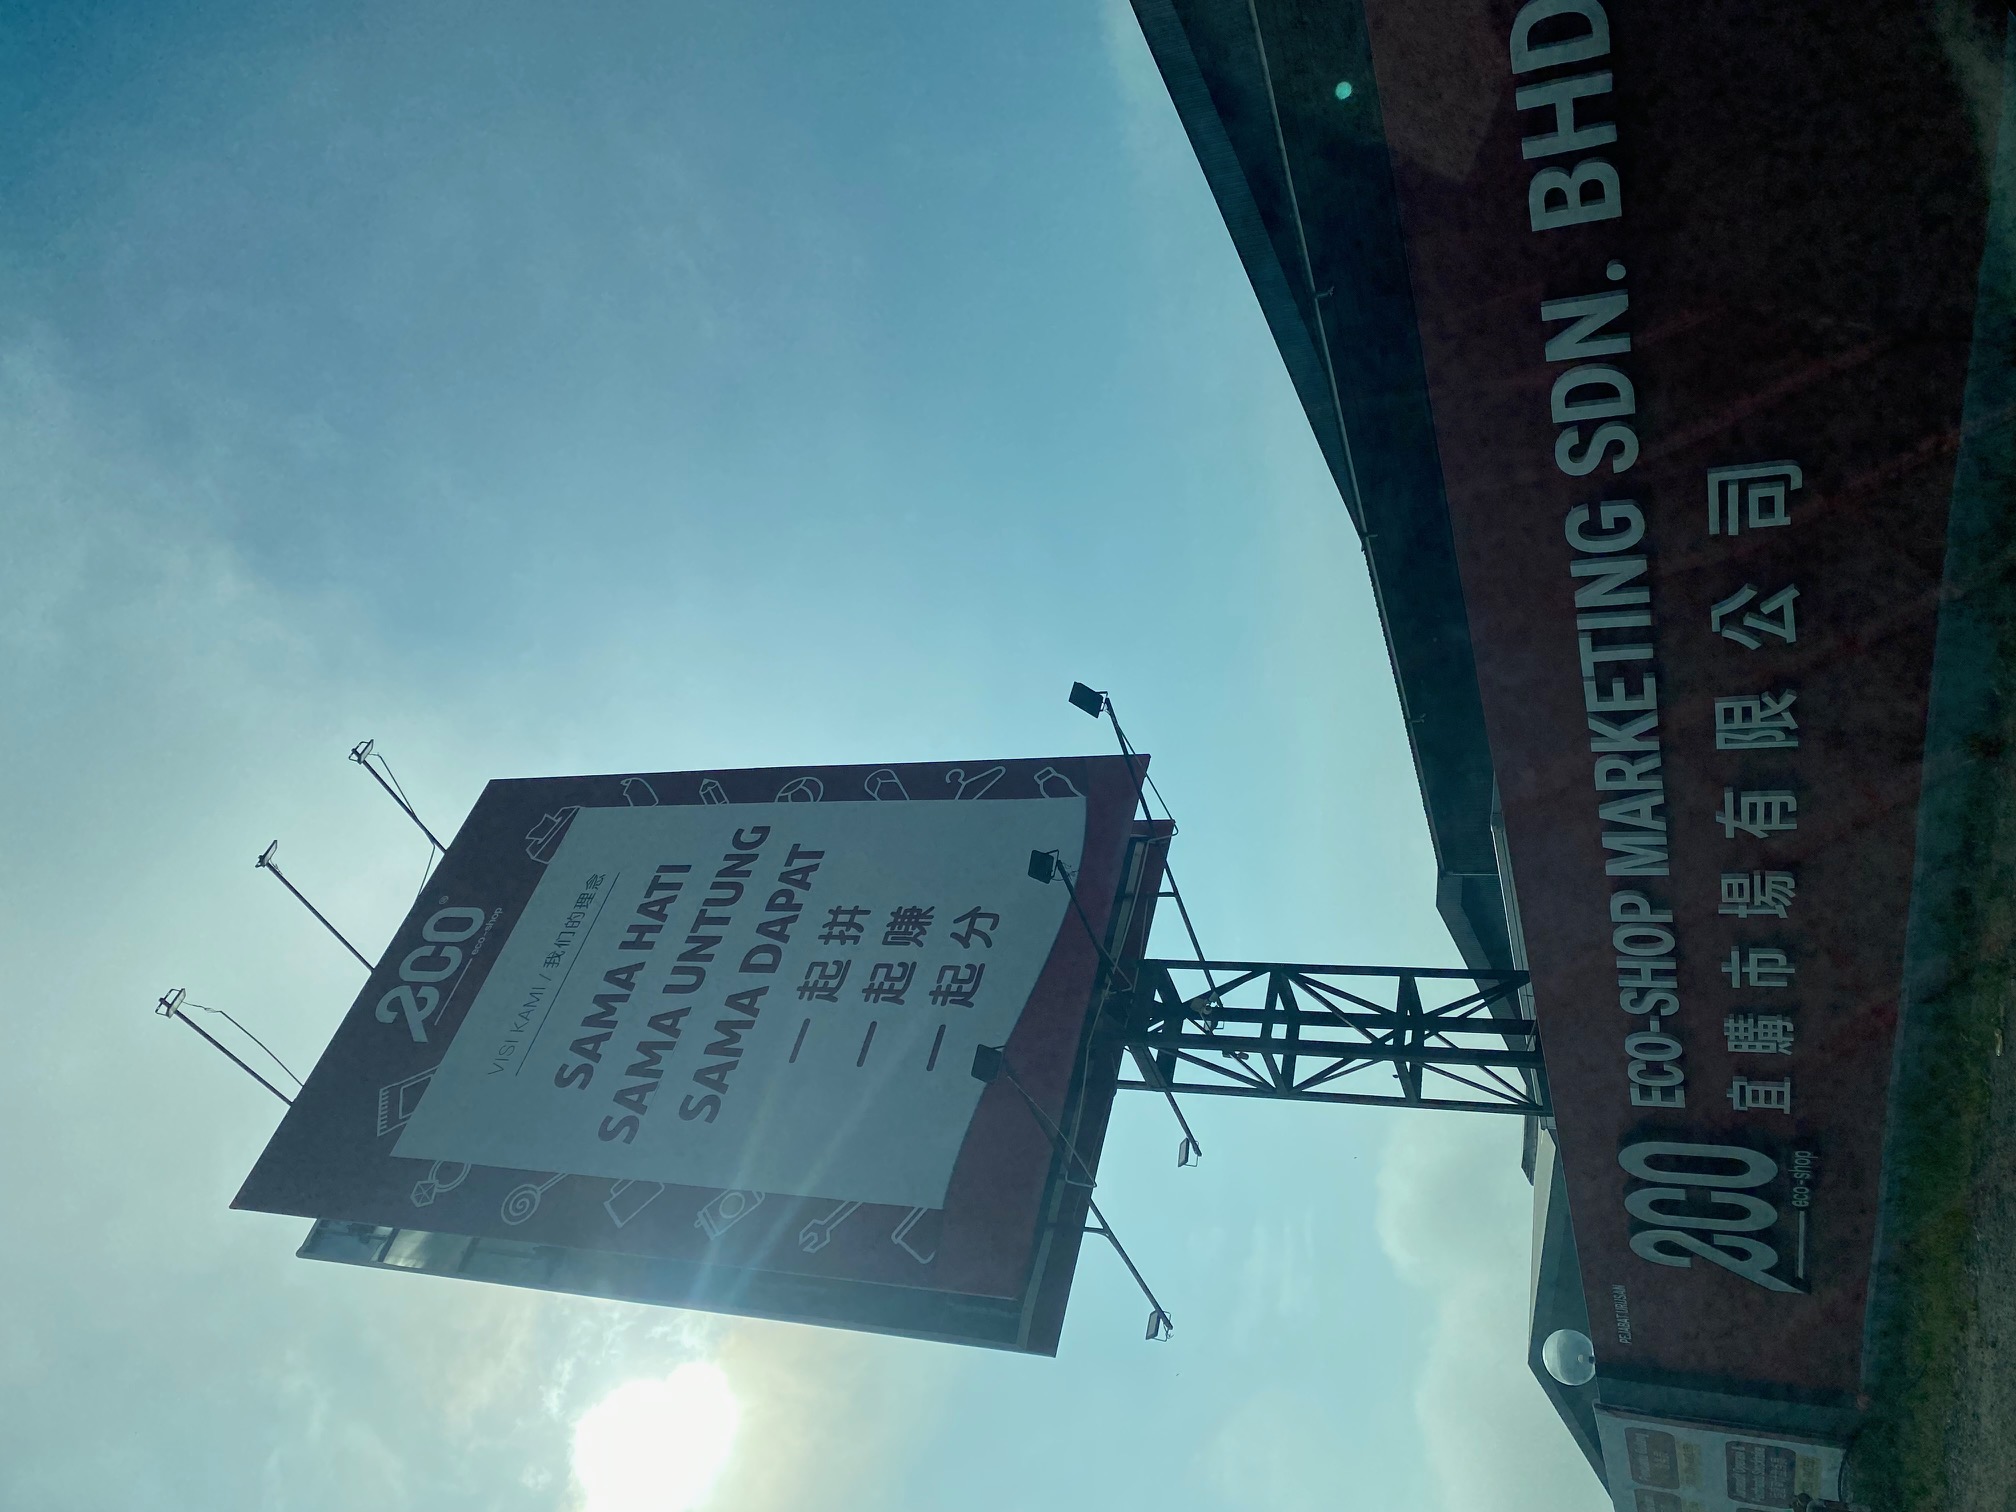 eco®
eco-shop
VISI KAMI / 我们的理念
SAMA HATI
SAMA UNTUNG
SAMA DAPAT
一起拼
一起赚
一起分
PEJABAT URUSAN
eco
eco-shop
ECO-SHOP MARKETING SDN. BHD
宜購市場有限公司